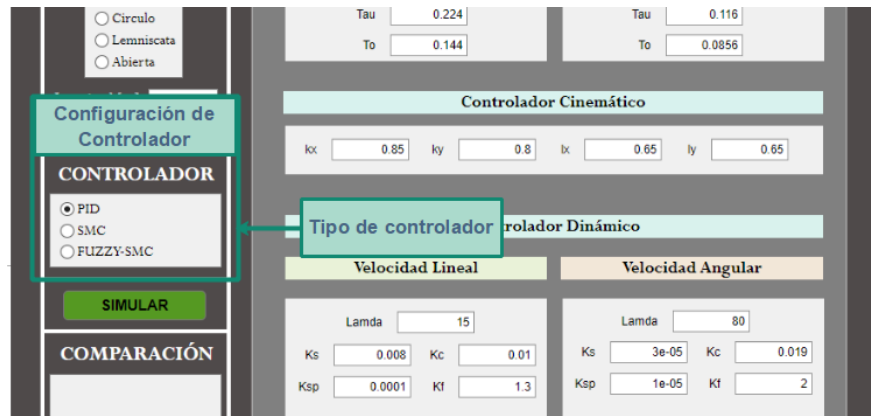 Circulo
Lemniscata
Abierta
Configuración de
Controlador
CONTROLADOR
PID
SMC
FUZZY-SMC
SIMULAR
COMPARACIÓN
Tau 0.224
To 0.144
Tau 0.116
To 0.0856
Controlador Cinemático
kx 0.85 ky 0.8 lx 0.65 ly 0.65
Tipo de controlador
rolador Dinámico
Velocidad Lineal
Lamda 15
Ks 0.008 Kc 0.01
Ksp 0.0001 Kf 1.3
Velocidad Angular
Lamda 80
Ks 3e-05 Kc 0.019
Ksp 1e-05 Kf 2